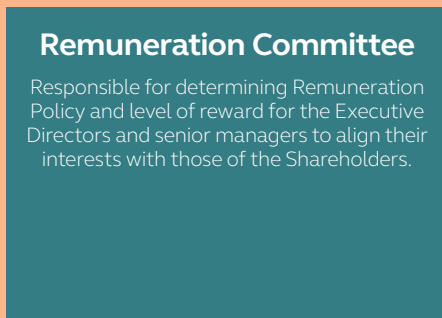 Remuneration Committee
Responsible for determining Remuneration
Policy and level of reward for the Executive
Directors and senior managers to align their
interests with those of the Shareholders.